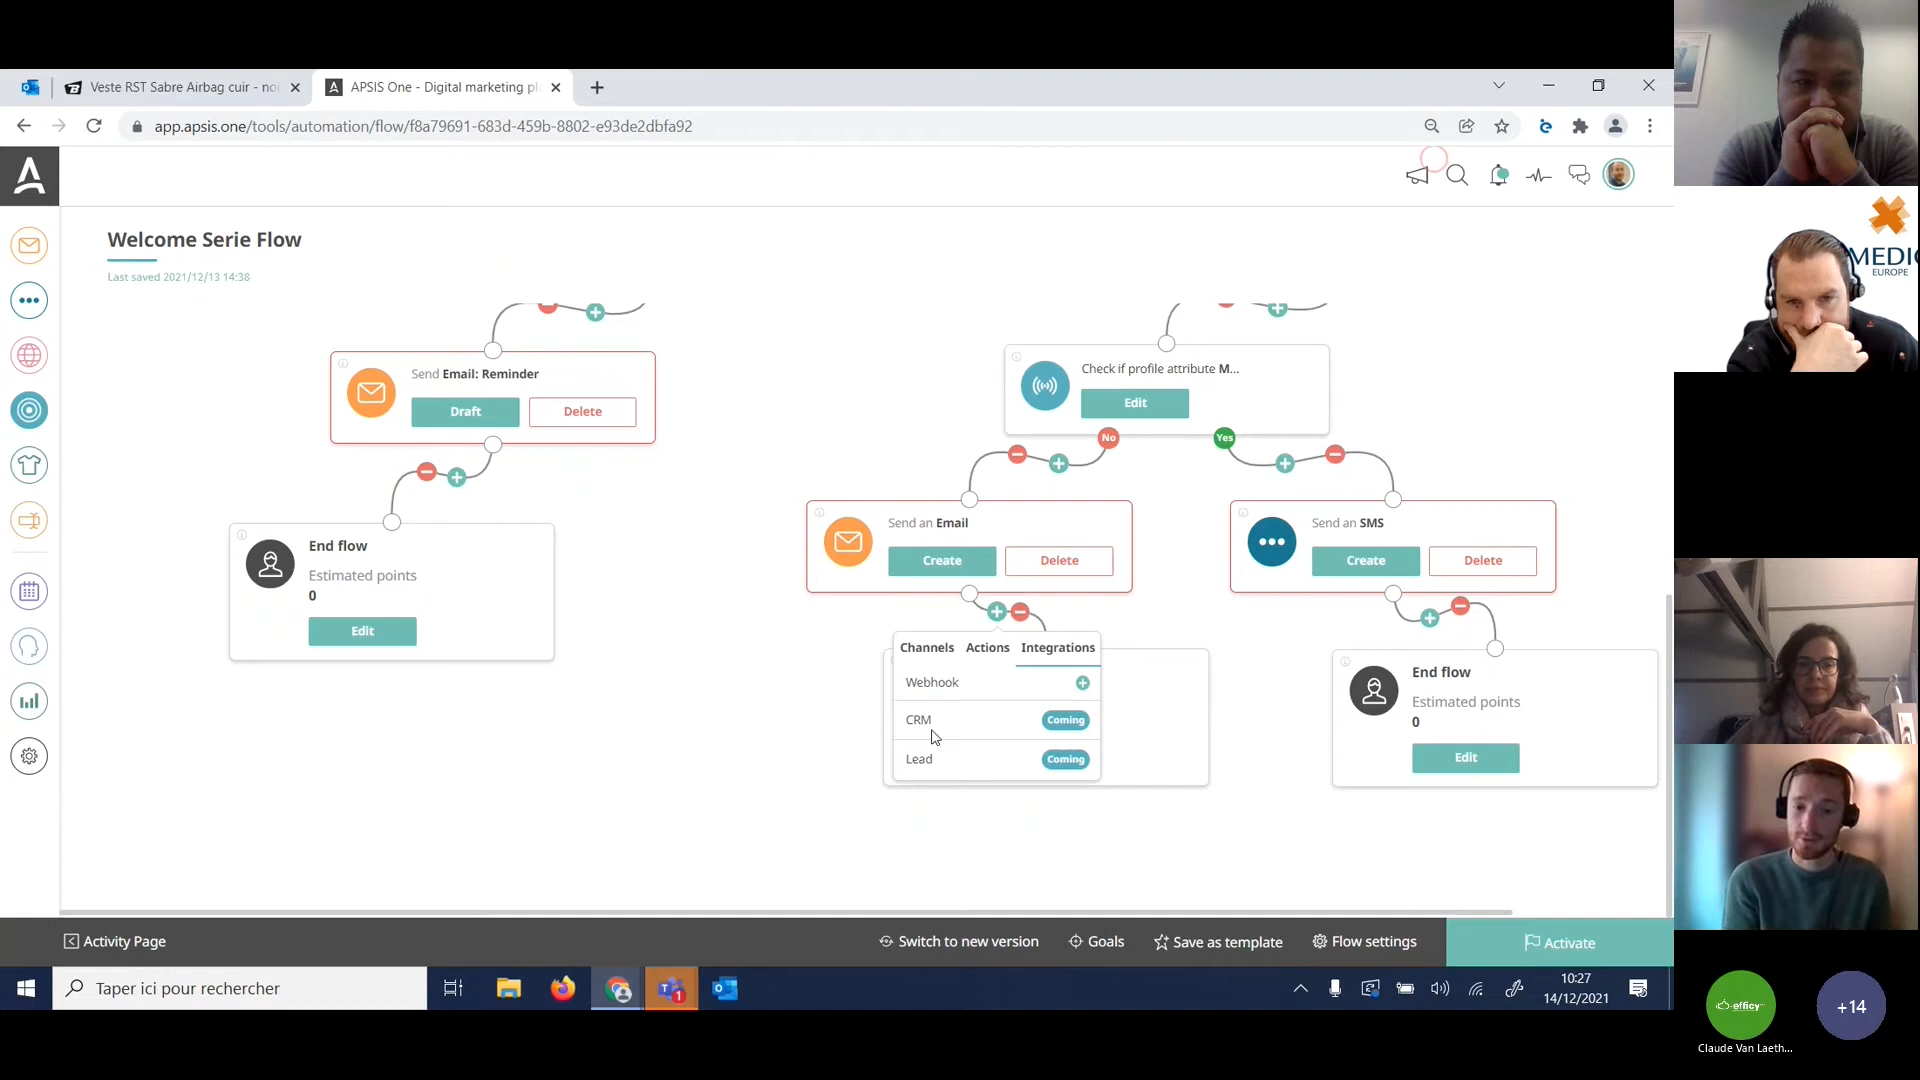 Veste RST Sabre Airbag cuir - noi
APSIS One - Digital marketing pl
app.apsis.one/tools/automation/flow/f8a79691-683d-459b-8802-e93de2dbfa92
Welcome Serie Flow
Last saved 2021/12/13 14:38
Send Email: Reminder
Draft
Delete
End flow
Estimated points
0
Edit
Check if profile attribute M...
Edit
No
Yes
Send an Email
Create
Delete
Send an SMS
Create
Delete
Channels
Actions
Integrations
Webhook
CRM
Coming
Lead
Coming
End flow
Estimated points
0
Edit
Activity Page
Switch to new version
Goals
Save as template
Flow settings
Activate
Taper ici pour rechercher
1
10:27
14/12/2021
MEDIC
EUROPE
efficy
Claude Van Laeth...
+14